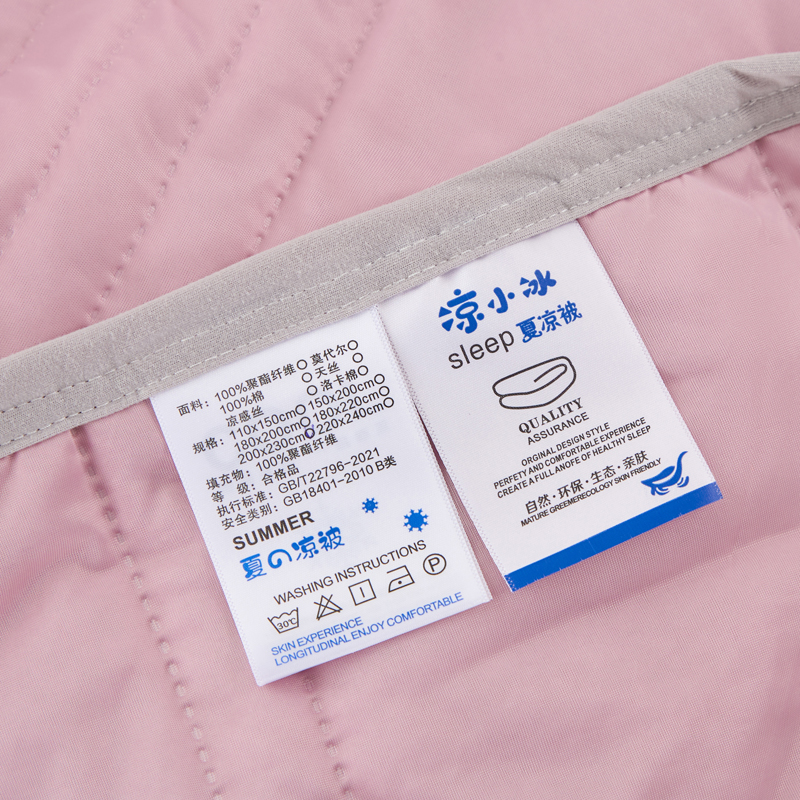 面料：100%聚酯纤维○ 莫代尔○
100%棉○ 天丝○
凉感丝○ 洛卡棉○
规格：110x150cm○ 150x200cm○
180x200cm○ 180x220cm○
200x230cm○ 220x240cm○
填充物：100%聚酯纤维
等 级：合格品
执行标准：GB/T22796-2021
安全类别：GB18401-2010 B类
SUMMER
夏の凉被
WASHING INSTRUCTIONS
30℃ P
SKIN EXPERIENCE
LONGITUDINAL ENJOY COMFORTABLE
凉小冰
sleep 夏凉被
QUALITY
ASSURANCE
ORGINAL DESIGN STYLE
PERFETY AND COMFORTABLE EXPERIENCE
CREATE A FULLANOFE OF HEALTHY SLEEP
自然·环保·生态·亲肤
MATURE GREEMERECOLOGY SKIN FRIENDLY